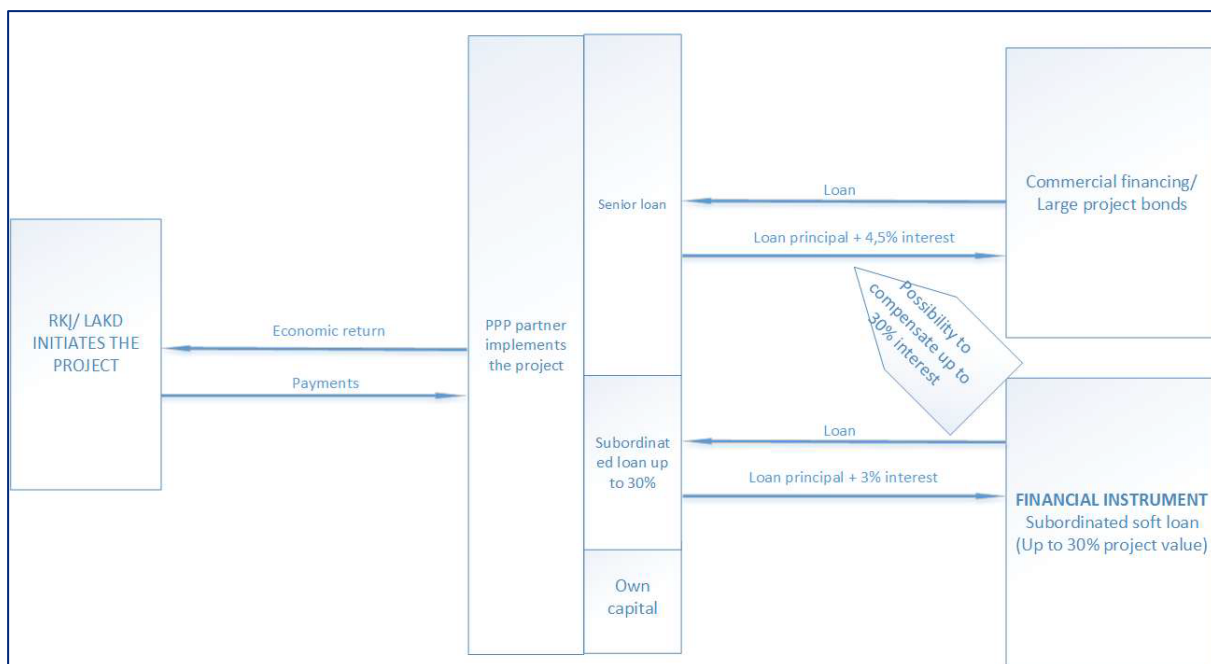 RKJ/ LAKD
INITIATES THE
PROJECT
Economic return
Payments
PPP partner
implements
the project
Senior loan
Subordinat
ed loan up
to 30%
Own
capital
Loan
Loan principal + 4,5% interest
Possibility to
compensate up to
30% interest
Loan
Loan principal + 3% interest
Commercial financing/
Large project bonds
FINANCIAL INSTRUMENT
Subordinated soft loan
(Up to 30% project value)